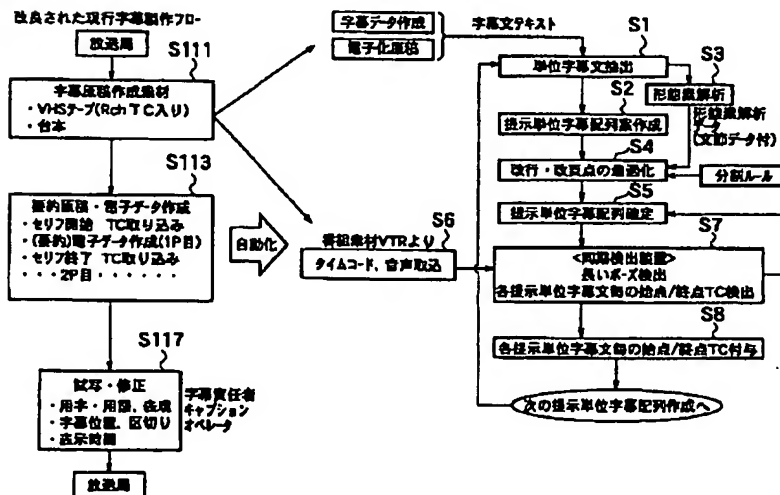 改良された現行字幕製作フロー
放送局
S111
字幕原稿作成素材
・VHSテープ(Rch TC入り)
・台本
S113
要約原稿・電子データ作成
・セリフ開始 TC取り込み
・(要約)電子データ作成(1P目)
・セリフ終了 TC取り込み
・・・2P目・・・・・・
S117
試写・修正
・用字・用語、合成
・字幕位置、区切り
・表示時間
字幕責任者
キャプション
オペレータ
放送局
自動化
字幕データ作成
電子化原稿
字幕文テキスト
S1
単位字幕文抽出
S3
形態素解析
形態素解析
データ
(文節データ付)
S2
提示単位字幕配列案作成
S4
改行・改頁点の最適化
分割ルール
S5
提示単位字幕配列確定
番組素材VTRより
S6
タイムコード、音声取込
S7
<同期検出装置>
長いポーズ検出
各提示単位字幕文毎の始点/終点TC検出
S8
各提示単位字幕文毎の始点/終点TC付与
次の提示単位字幕配列作成へ